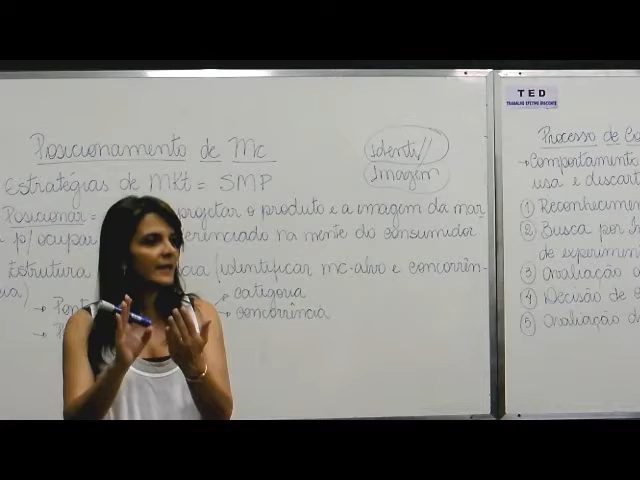 Posicionamento de Mc
Identi//
Imagem
Estratégias de Mkt = SMP
Posicionar = projetar o produto e a imagem da mar-
p/ ocupar diferenciado na mente do consumidor
Estrutura (identificar mc-alvo e concorrên-
cia)
→ categoria
→ concorrência
TED
TRABALHO EFETIVO DISCENTE
Processo de
→ Comportamento
usa e descart
① Reconhecimen
② Busca por
de experimen
③ Avaliação
④ Decisão de
⑤ Avaliação d